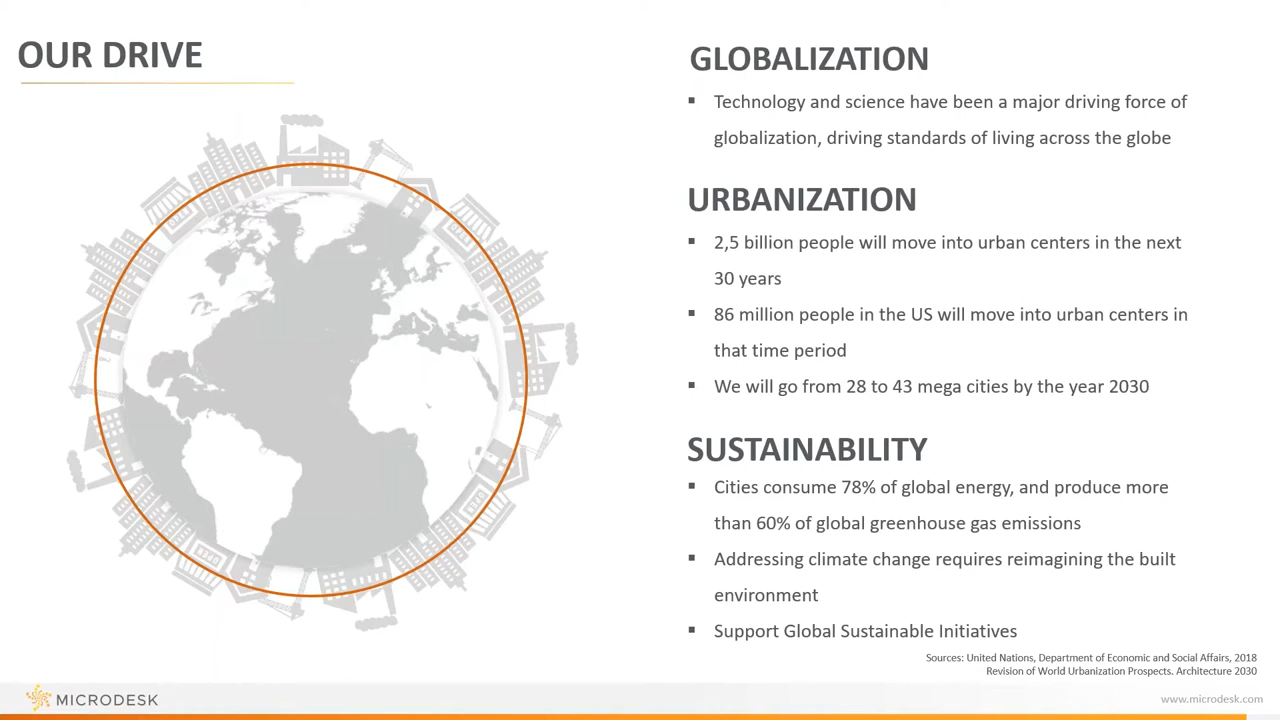 OUR DRIVE
GLOBALIZATION
▪ Technology and science have been a major driving force of
globalization, driving standards of living across the globe
URBANIZATION
▪ 2,5 billion people will move into urban centers in the next
30 years
▪ 86 million people in the US will move into urban centers in
that time period
▪ We will go from 28 to 43 mega cities by the year 2030
SUSTAINABILITY
▪ Cities consume 78% of global energy, and produce more
than 60% of global greenhouse gas emissions
▪ Addressing climate change requires reimagining the built
environment
▪ Support Global Sustainable Initiatives
Sources: United Nations, Department of Economic and Social Affairs, 2018
Revision of World Urbanization Prospects. Architecture 2030
MICRODESK
www.microdesk.com
OPEN
OPEN
OPEN
OPEN